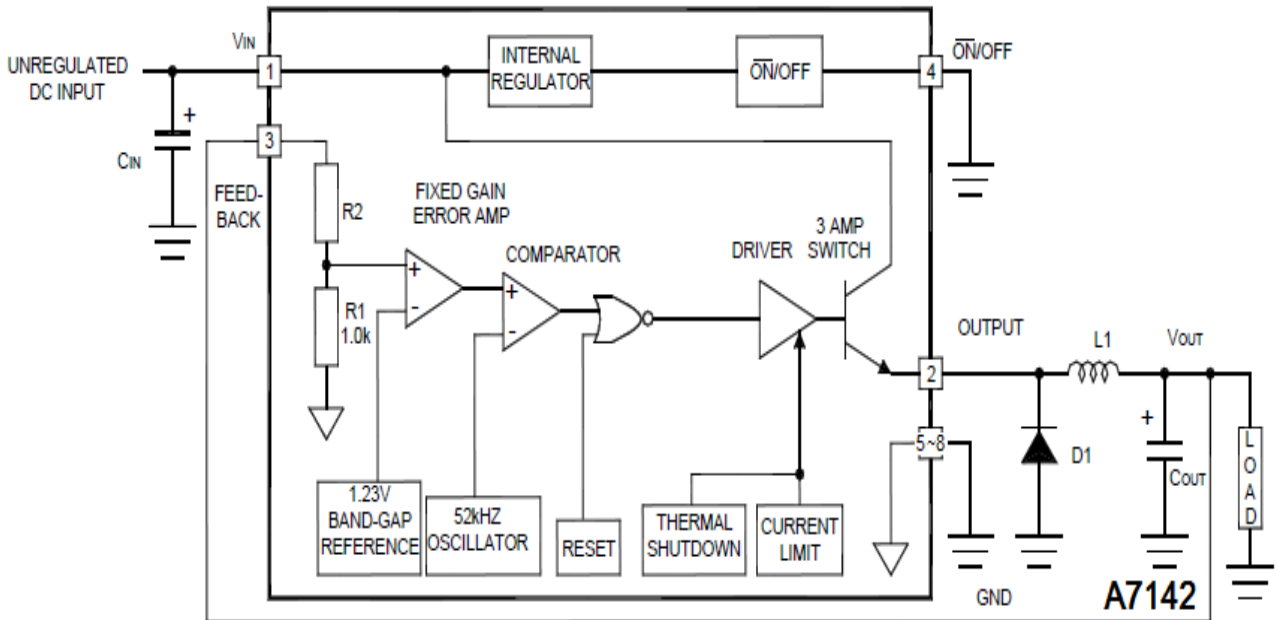 VIN
UNREGULATED
DC INPUT
1
INTERNAL
REGULATOR
ON/OFF
4
ON/OFF
+
CIN
3
FEED-
BACK
R2
FIXED GAIN
ERROR AMP
COMPARATOR
DRIVER
3 AMP
SWITCH
+
-
+
-
R1
1.0k
OUTPUT
L1
VOUT
2
5~8
+
D1
COUT
LOAD
1.23V
BAND-GAP
REFERENCE
52kHZ
OSCILLATOR
RESET
THERMAL
SHUTDOWN
CURRENT
LIMIT
GND
A7142